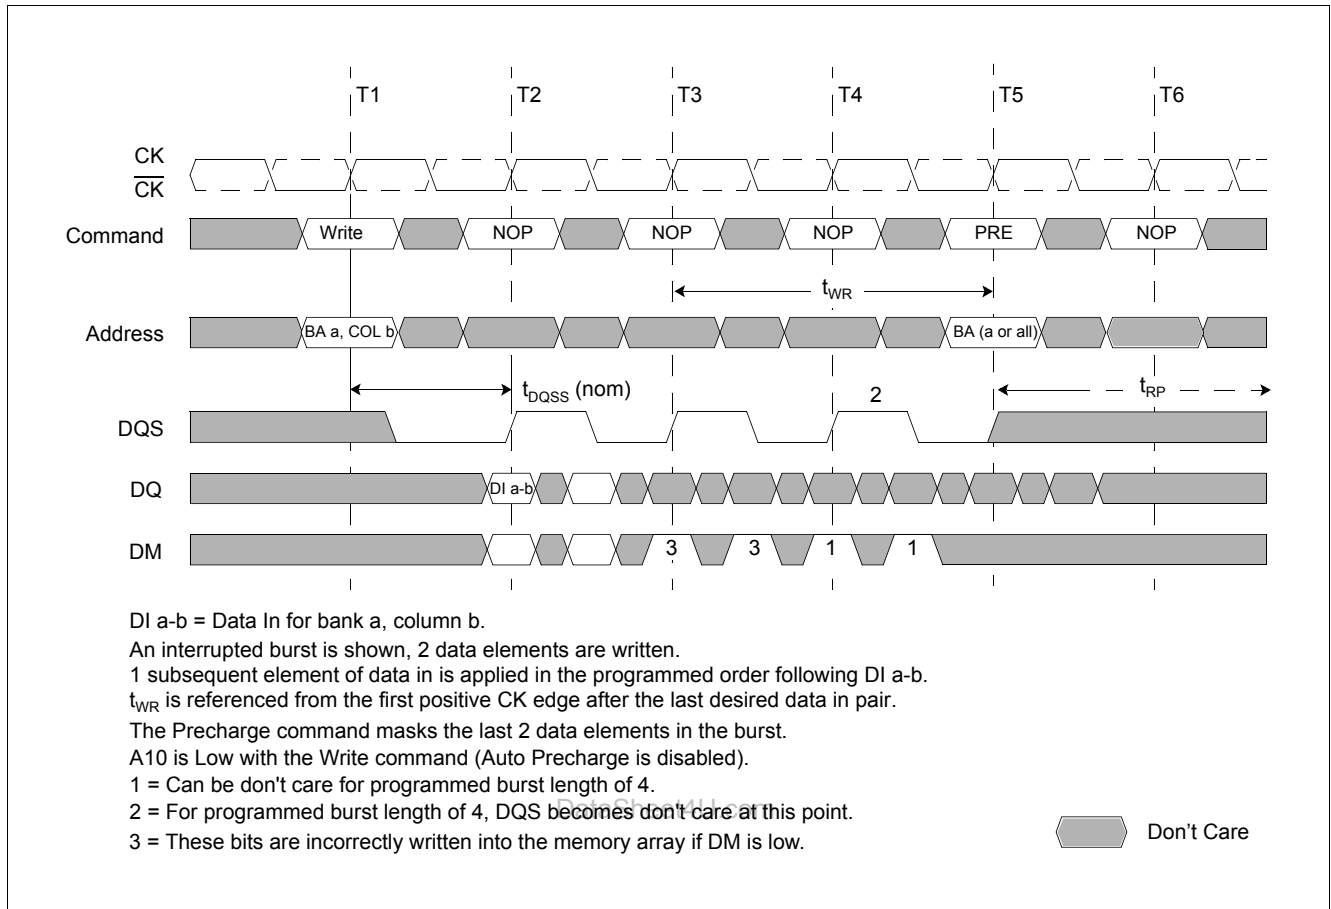 T1 T2 T3 T4 T5 T6
CK
CK
Command Write NOP NOP NOP PRE NOP
tWR
Address BA a, COL b BA (a or all)
tDQSS (nom) 2 tRP
DQS
DQ DI a-b
DM 3 3 1 1
DI a-b = Data In for bank a, column b.
An interrupted burst is shown, 2 data elements are written.
1 subsequent element of data in is applied in the programmed order following DI a-b.
tWR is referenced from the first positive CK edge after the last desired data in pair.
The Precharge command masks the last 2 data elements in the burst.
A10 is Low with the Write command (Auto Precharge is disabled).
1 = Can be don't care for programmed burst length of 4.
DataSheet4U.com
2 = For programmed burst length of 4, DQS becomes don't care at this point.
3 = These bits are incorrectly written into the memory array if DM is low.
Don't Care